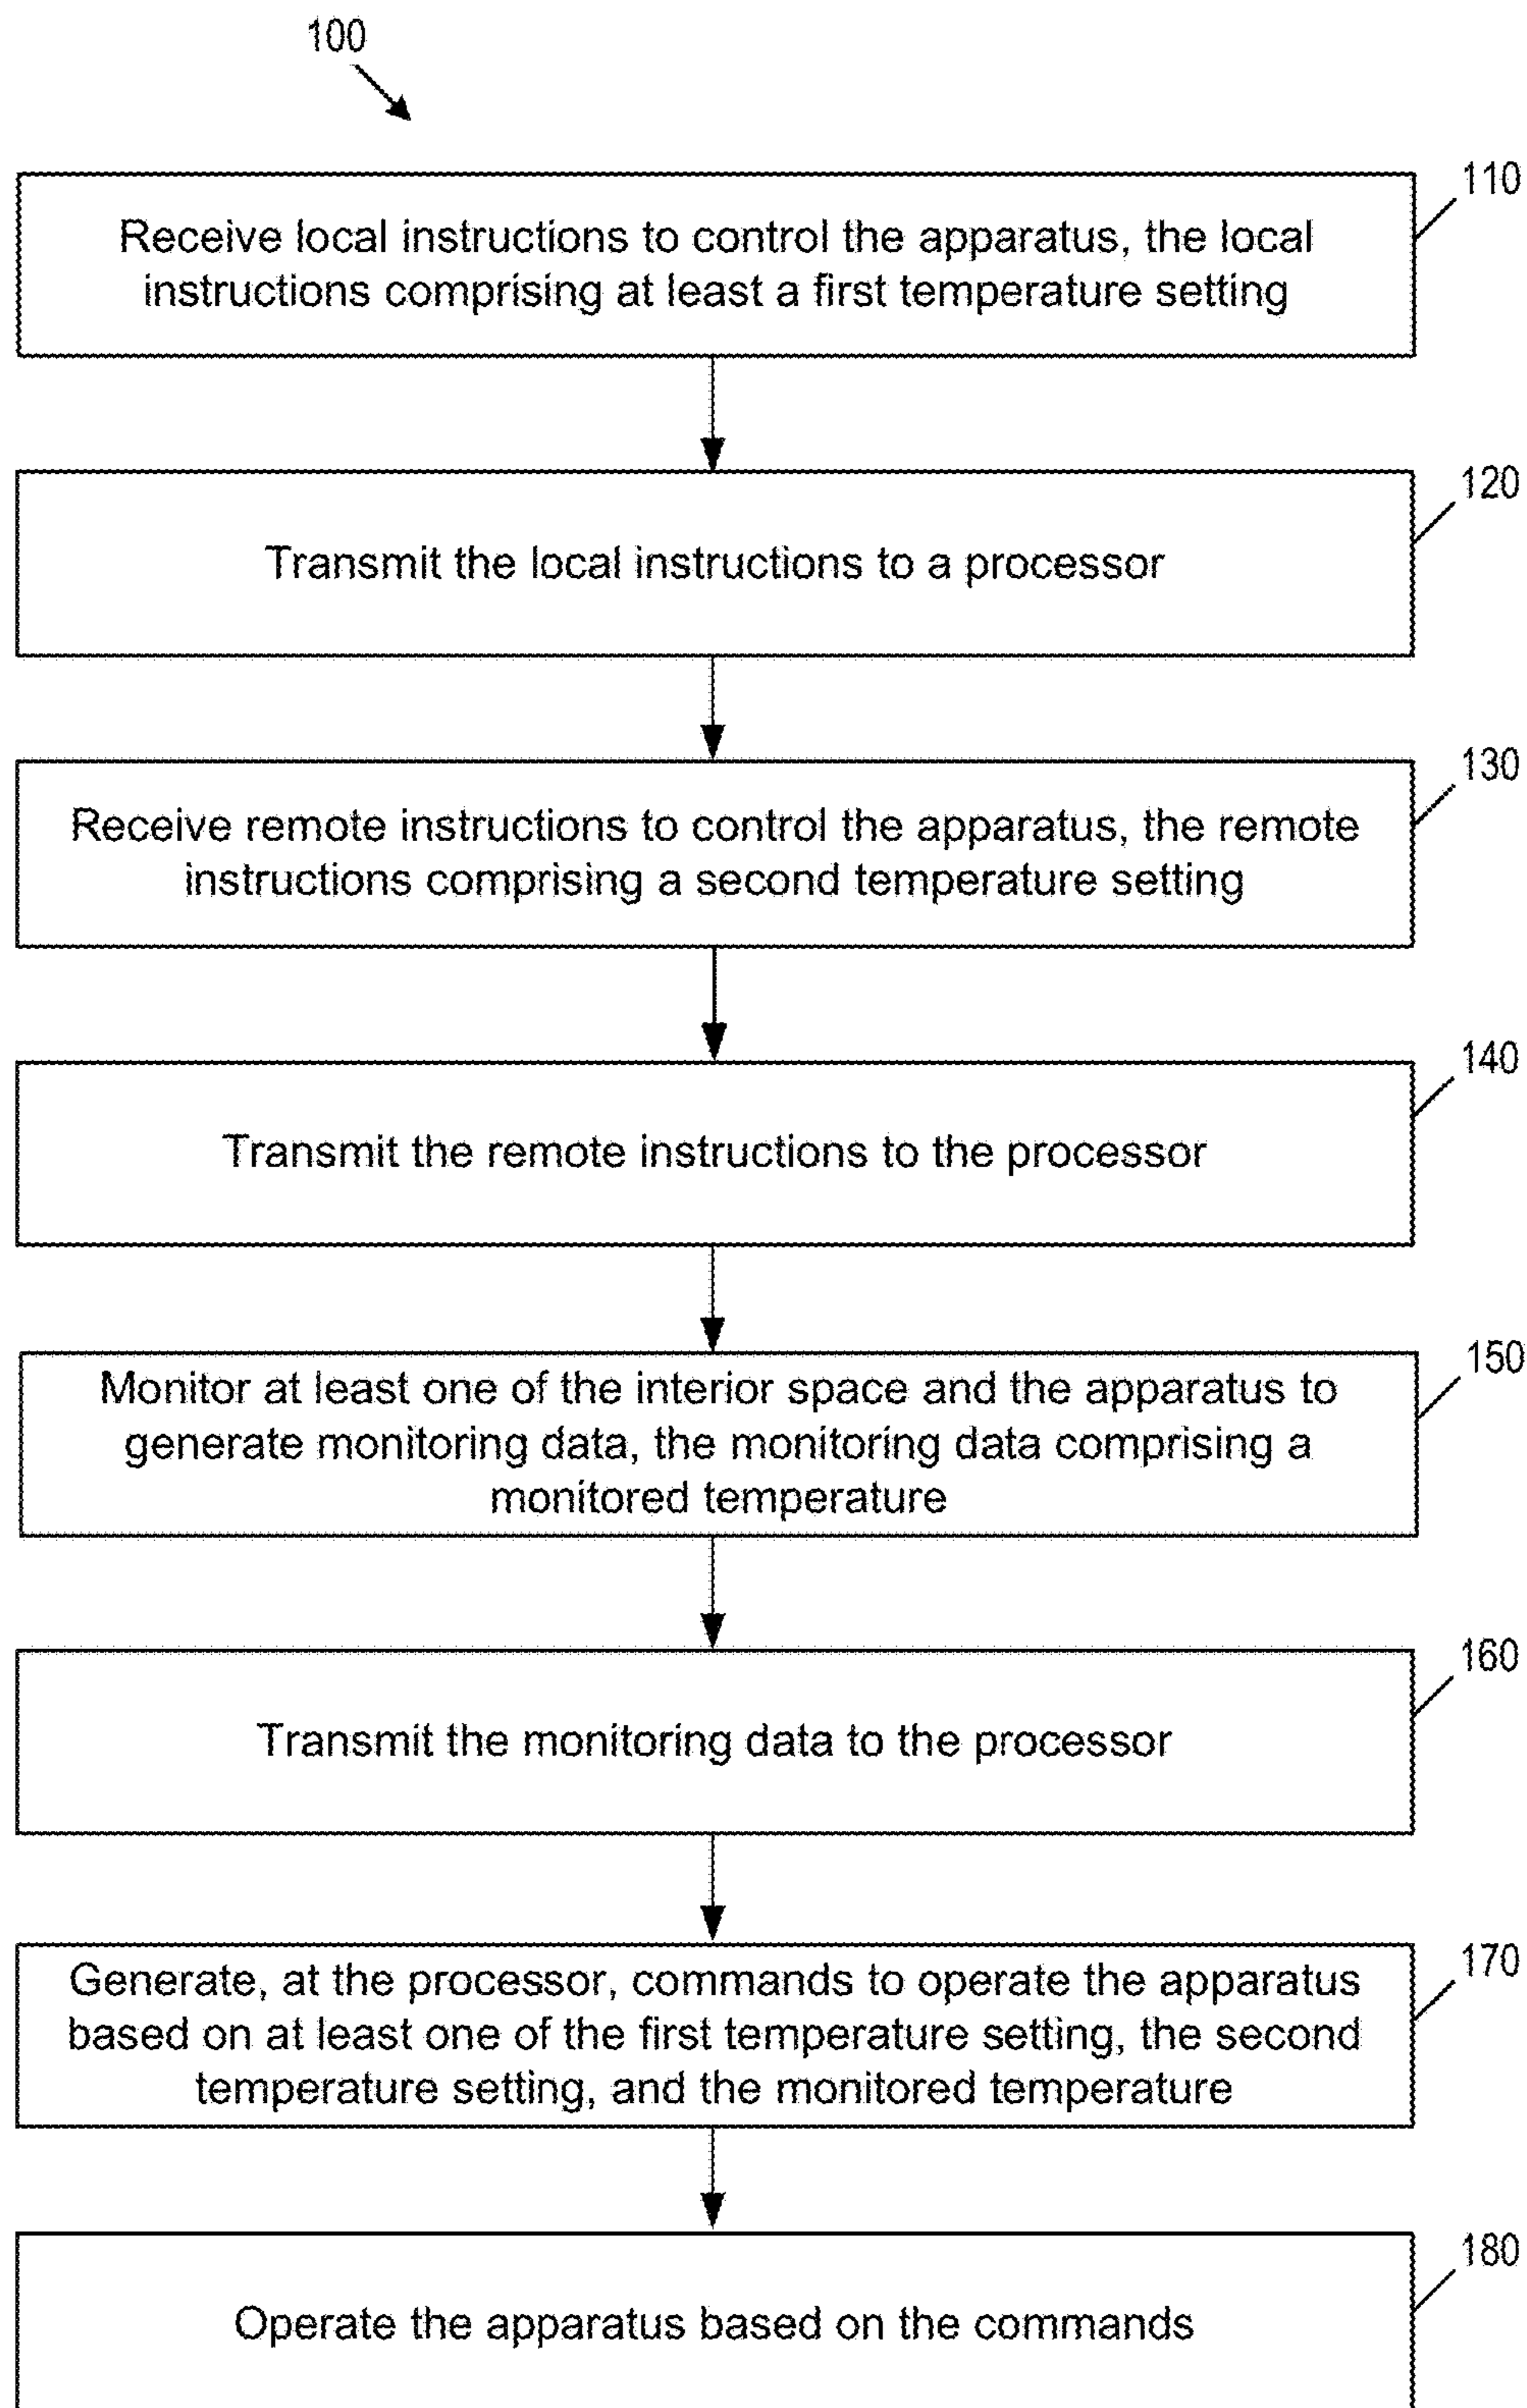 100
110
Receive local instructions to control the apparatus, the local
instructions comprising at least a first temperature setting
120
Transmit the local instructions to a processor
130
Receive remote instructions to control the apparatus, the remote
instructions comprising a second temperature setting
140
Transmit the remote instructions to the processor
150
Monitor at least one of the interior space and the apparatus to
generate monitoring data, the monitoring data comprising a
monitored temperature
160
Transmit the monitoring data to the processor
170
Generate, at the processor, commands to operate the apparatus
based on at least one of the first temperature setting, the second
temperature setting, and the monitored temperature
180
Operate the apparatus based on the commands